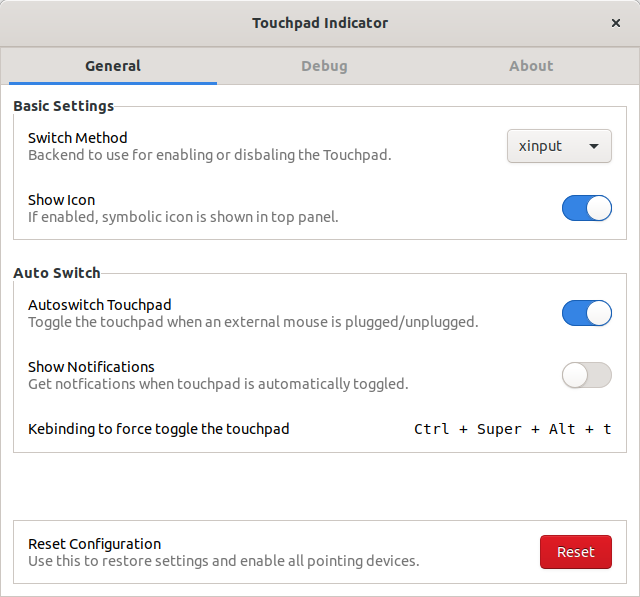 Touchpad Indicator
General Debug About
Basic Settings
Switch Method
Backend to use for enabling or disbaling the Touchpad.
xinput
Show Icon
If enabled, symbolic icon is shown in top panel.
Auto Switch
Autoswitch Touchpad
Toggle the touchpad when an external mouse is plugged/unplugged.
Show Notifications
Get notfications when touchpad is automatically toggled.
Kebinding to force toggle the touchpad Ctrl + Super + Alt + t
Reset Configuration
Use this to restore settings and enable all pointing devices.
Reset